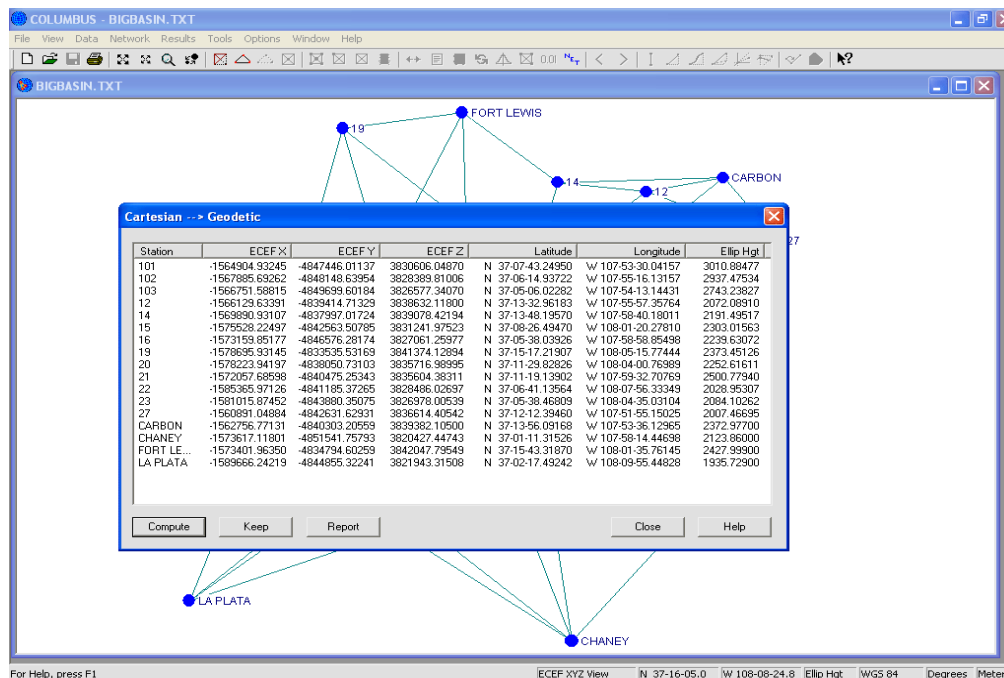 COLUMBUS - BIGBASIN.TXT
File View Data Network Results Tools Options Window Help
0.01
BIGBASIN.TXT
FORT LEWIS
19
14
CARBON
12
27
Cartesian --> Geodetic
Station ECEF X ECEF Y ECEF Z Latitude Longitude Ellip Hgt
101 -1564904.93245 -4847446.01137 3830606.04870 N 37-07-43.24950 W 107-53-30.04157 3010.88477
102 -1567885.69262 -4848148.63954 3828389.81006 N 37-06-14.93722 W 107-55-16.13157 2937.47534
103 -1566751.58815 -4849699.60184 3826577.34070 N 37-05-06.02282 W 107-54-13.14431 2743.23827
12 -1566129.63391 -4839414.71329 3838632.11800 N 37-13-32.96183 W 107-55-57.35764 2072.08910
14 -1569890.93107 -4837997.01724 3839078.42194 N 37-13-48.19570 W 107-58-40.18011 2191.49517
15 -1575528.22497 -4842563.50785 3831241.97523 N 37-08-26.49470 W 108-01-20.27810 2303.01563
16 -1573159.85177 -4846576.28174 3827061.25977 N 37-05-38.03926 W 107-58-58.85498 2239.63072
19 -1578695.93145 -4833535.53169 3841374.12894 N 37-15-17.21907 W 108-05-15.77444 2373.45126
20 -1578223.94197 -4838050.73103 3835716.98995 N 37-11-29.82826 W 108-04-00.76989 2252.61611
21 -1572057.68598 -4840475.25343 3835604.38311 N 37-11-19.13902 W 107-59-32.70769 2500.77940
22 -1585365.97126 -4841185.37265 3828486.02697 N 37-06-41.13564 W 108-07-56.33349 2028.95307
23 -1581015.87452 -4843880.35075 3826978.00539 N 37-05-38.46809 W 108-04-35.03104 2084.10262
27 -1560891.04884 -4842631.62931 3836614.40542 N 37-12-12.39460 W 107-51-55.15025 2007.46695
CARBON -1562756.77131 -4840303.20559 3839382.10500 N 37-13-56.09168 W 107-53-36.12965 2372.97700
CHANEY -1573617.11801 -4851541.75793 3820427.44743 N 37-01-11.31526 W 107-58-14.44698 2123.86000
FORT LE... -1573401.96350 -4834794.60259 3842047.79549 N 37-15-43.31870 W 108-01-35.76145 2427.99900
LA PLATA -1589666.24219 -4844855.32241 3821943.31508 N 37-02-17.49242 W 108-09-55.44828 1935.72900
Compute Keep Report Close Help
LA PLATA
CHANEY
For Help, press F1 ECEF XYZ View N 37-16-05.0 W 108-08-24.8 Ellip Hgt WGS 84 Degrees Meter